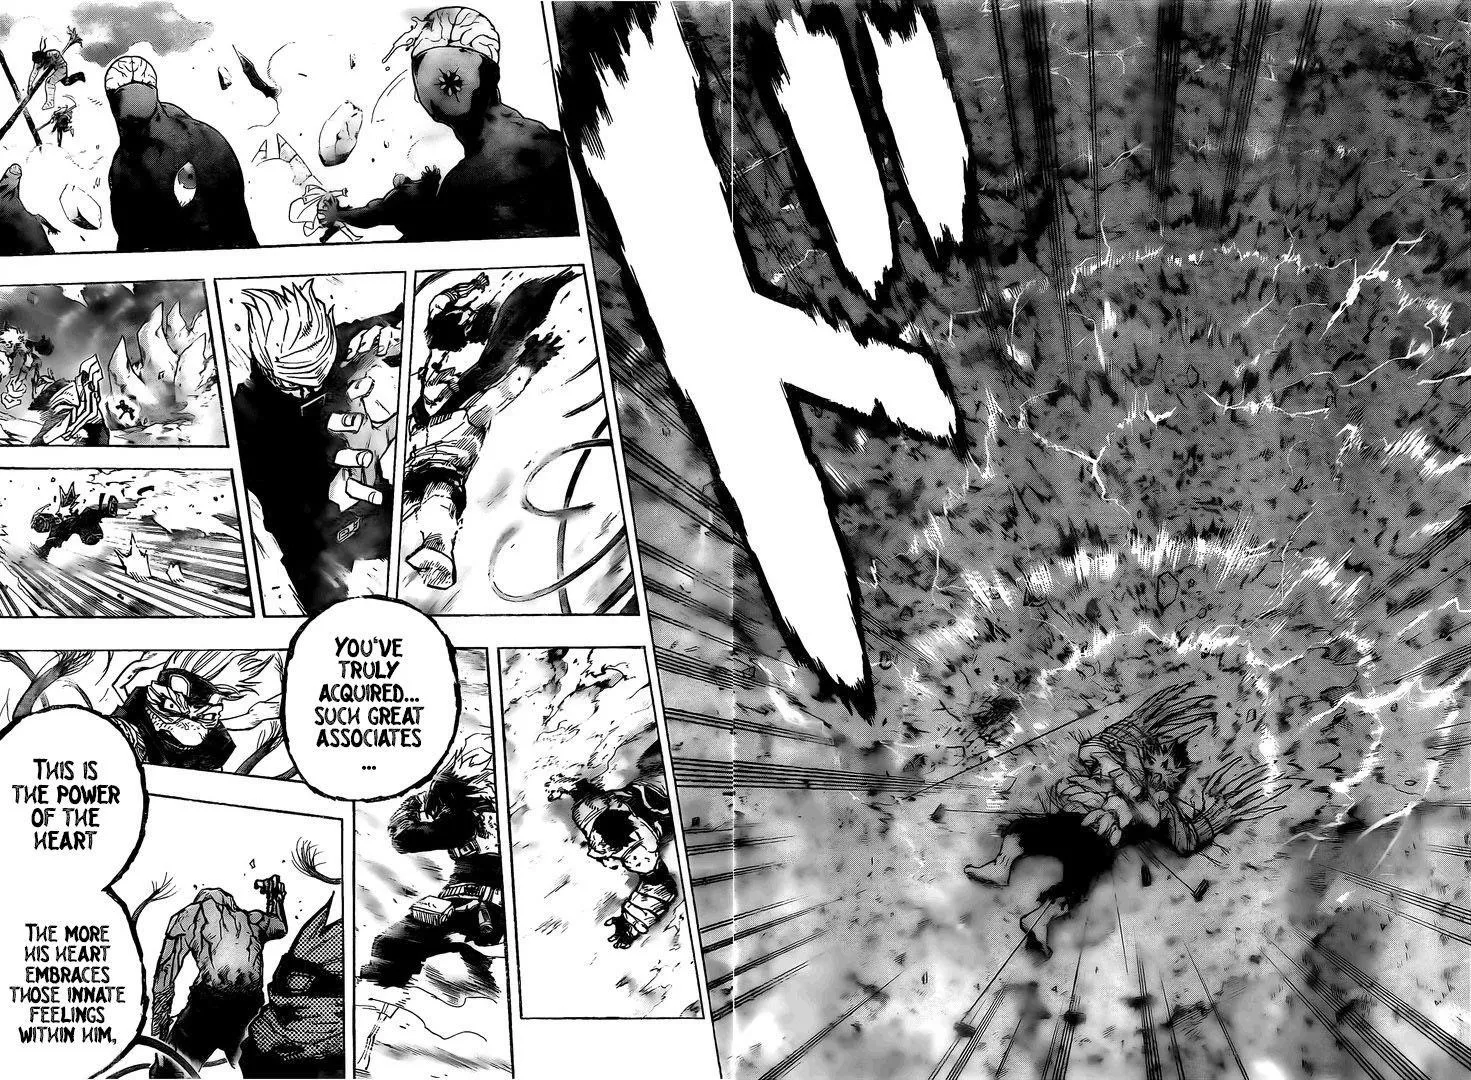 ド
YOU'VE
TRULY
ACQUIRED...
SUCH GREAT
ASSOCIATES
...
THIS IS
THE POWER
OF THE
HEART
THE MORE
HIS HEART
EMBRACES
THOSE INNATE
FEELINGS
WITHIN HIM,